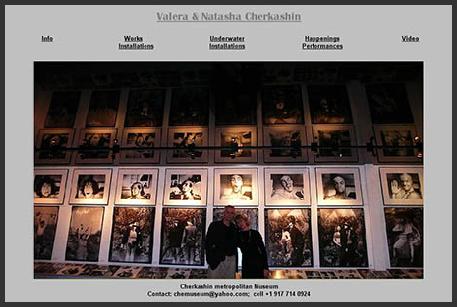 Valera & Natasha Cherkashin
Info
Works
Installations
Underwater
Installations
Happenings
Performances
Video
Cherkashin metropolitan Museum
Contact: chemuseum@yahoo.com; cell +1 917 714 0924